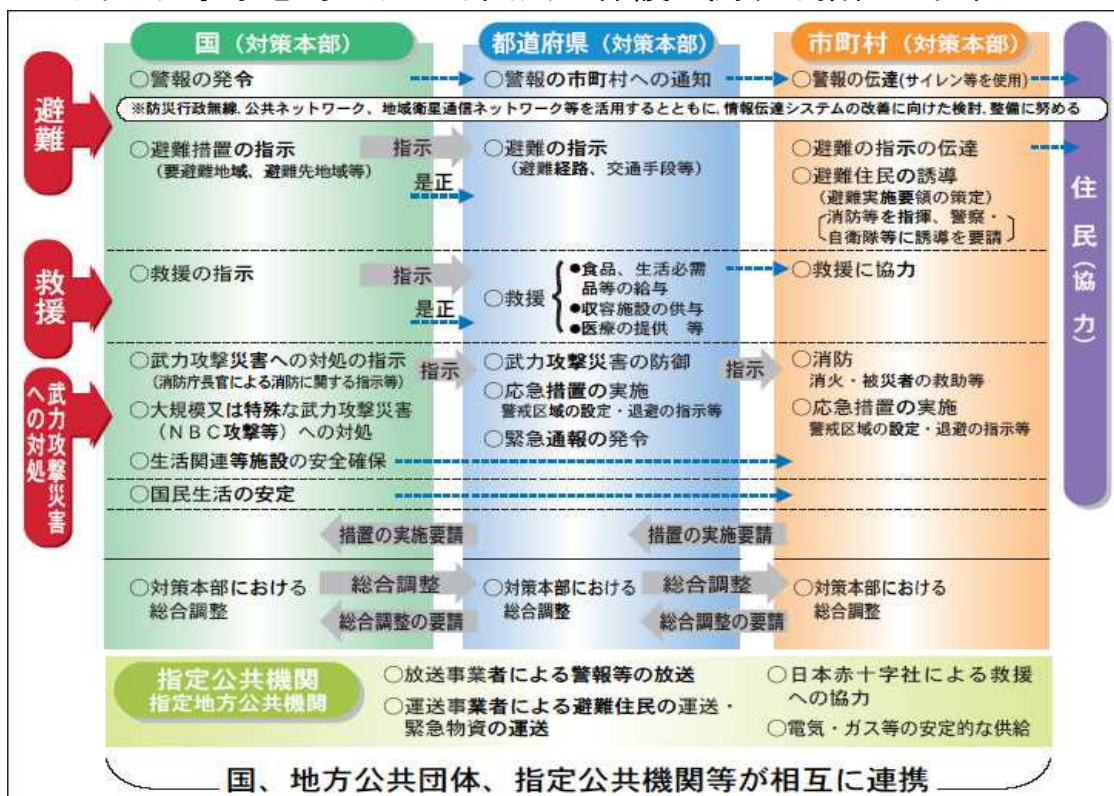 国(対策本部)
都道府県(対策本部)
市町村(対策本部)
避難
○警報の発令
○警報の市町村への通知
○警報の伝達(サイレン等を使用)
※防災行政無線、公共ネットワーク、地域衛星通信ネットワーク等を活用するとともに、情報伝達システムの改善に向けた検討、整備に努める
○避難措置の指示
(要避難地域、避難先地域等)
指示
是正
○避難の指示
(避難経路、交通手段等)
○避難の指示の伝達
○避難住民の誘導
(避難実施要領の策定)
消防等を指揮、警察・
自衛隊等に誘導を要請
住民(協力)
救援
○救援の指示
指示
是正
○救援
●食品、生活必需
品等の給与
●収容施設の供与
●医療の提供 等
○救援に協力
武力攻撃災害
への対処
○武力攻撃災害への対処の指示
(消防庁長官による消防に関する指示等)
○大規模又は特殊な武力攻撃災害
(NBC攻撃等)への対処
○生活関連等施設の安全確保
○国民生活の安定
指示
○武力攻撃災害の防御
○応急措置の実施
警戒区域の設定・退避の指示等
○緊急通報の発令
指示
○消防
消火・被災者の救助等
○応急措置の実施
警戒区域の設定・退避の指示等
措置の実施要請
措置の実施要請
○対策本部における
総合調整
総合調整
総合調整の要請
○対策本部における
総合調整
総合調整
総合調整の要請
○対策本部における
総合調整
指定公共機関
指定地方公共機関
○放送事業者による警報等の放送
○運送事業者による避難住民の運送・
緊急物資の運送
○日本赤十字社による救援
への協力
○電気・ガス等の安定的な供給
国、地方公共団体、指定公共機関等が相互に連携